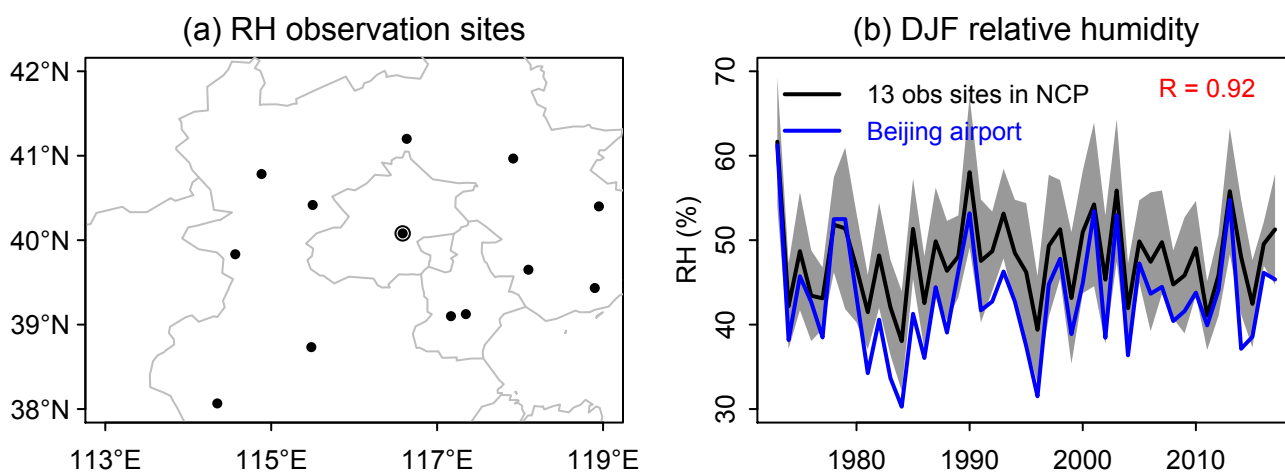 (a) RH observation sites
42°N
41°N
40°N
39°N
38°N
113°E 115°E 117°E 119°E
(b) DJF relative humidity
70
60
50
40
30
RH (%)
13 obs sites in NCP
Beijing airport
R = 0.92
1980 1990 2000 2010